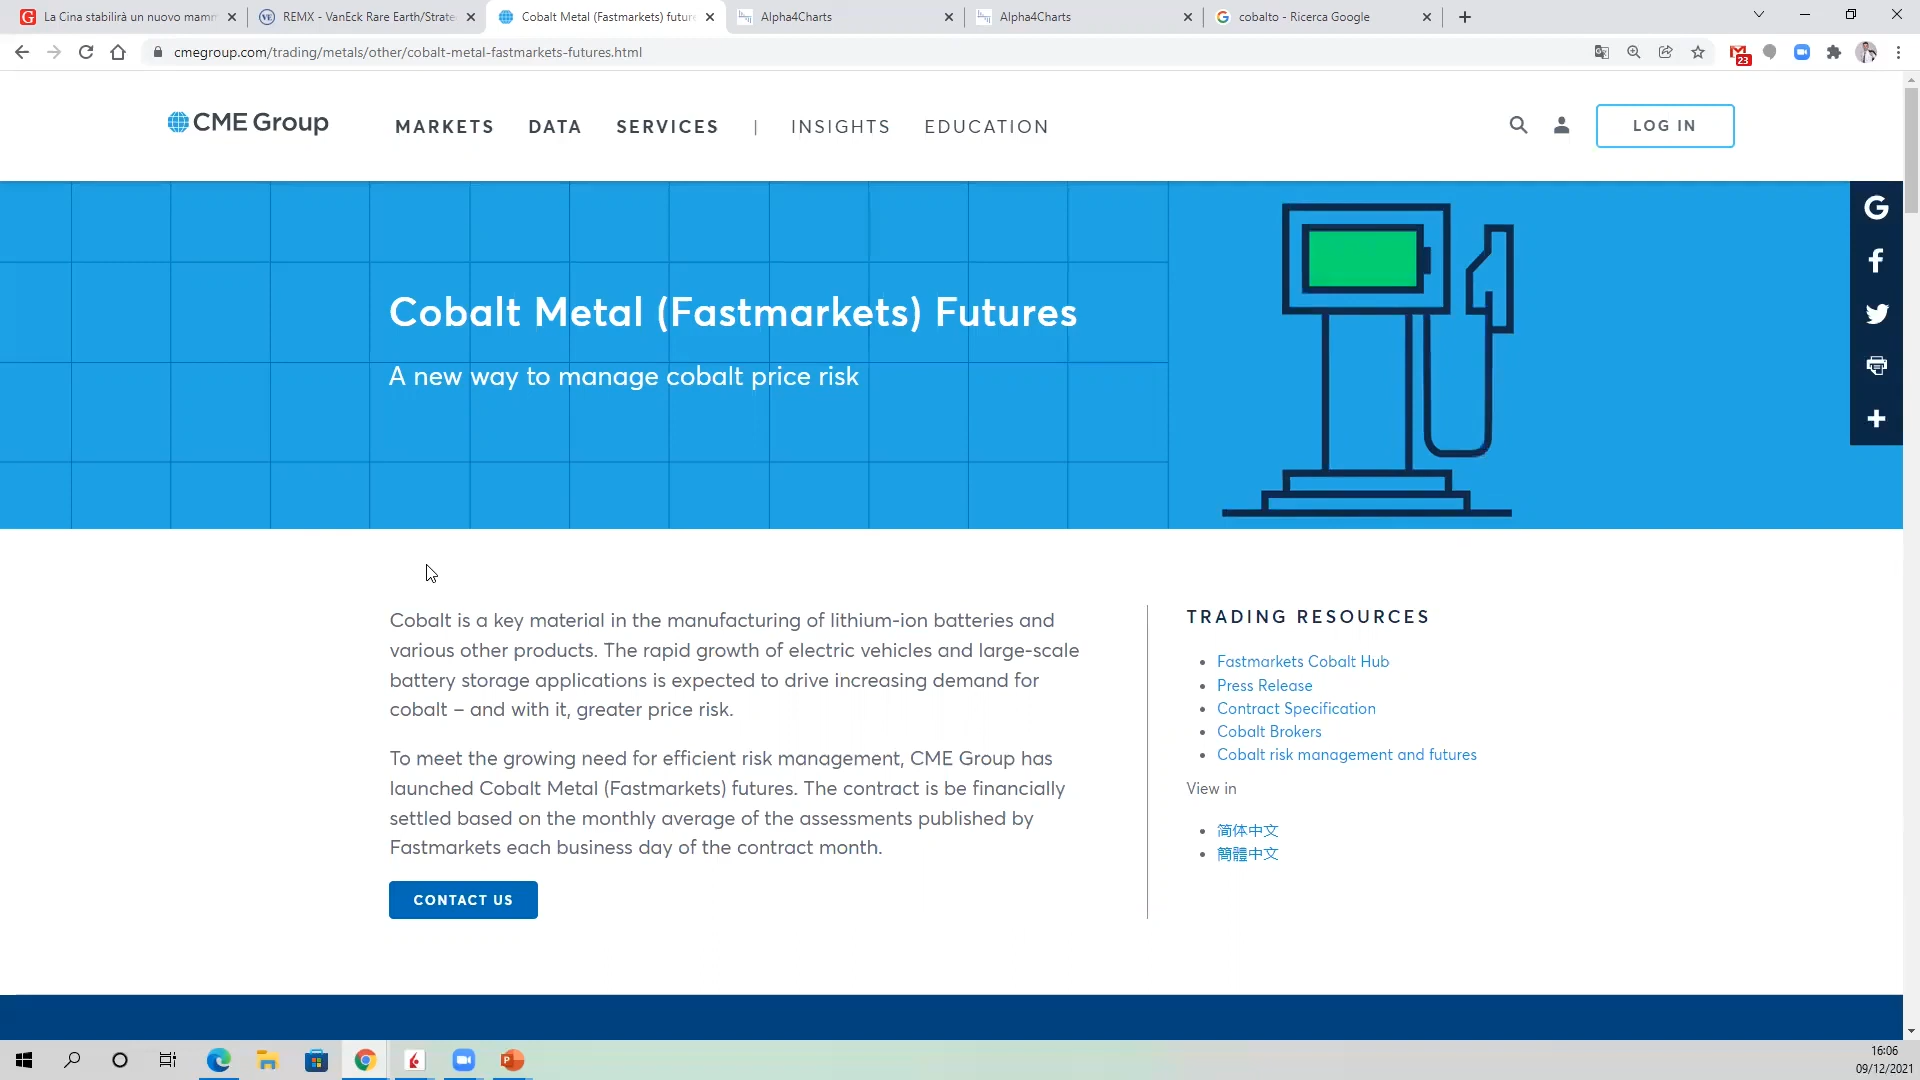 La Cina stabilirà un nuovo mamm
REMX - VanEck Rare Earth/Strate
Cobalt Metal (Fastmarkets) future
Alpha4Charts
Alpha4Charts
cobalto - Ricerca Google
cmegroup.com/trading/metals/other/cobalt-metal-fastmarkets-futures.html
23
CME Group
MARKETS
DATA
SERVICES
|
INSIGHTS
EDUCATION
LOG IN
Cobalt Metal (Fastmarkets) Futures
A new way to manage cobalt price risk
Cobalt is a key material in the manufacturing of lithium-ion batteries and
various other products. The rapid growth of electric vehicles and large-scale
battery storage applications is expected to drive increasing demand for
cobalt – and with it, greater price risk.
To meet the growing need for efficient risk management, CME Group has
launched Cobalt Metal (Fastmarkets) futures. The contract is be financially
settled based on the monthly average of the assessments published by
Fastmarkets each business day of the contract month.
CONTACT US
TRADING RESOURCES
Fastmarkets Cobalt Hub
Press Release
Contract Specification
Cobalt Brokers
Cobalt risk management and futures
View in
简体中文
簡體中文
16:06
09/12/2021